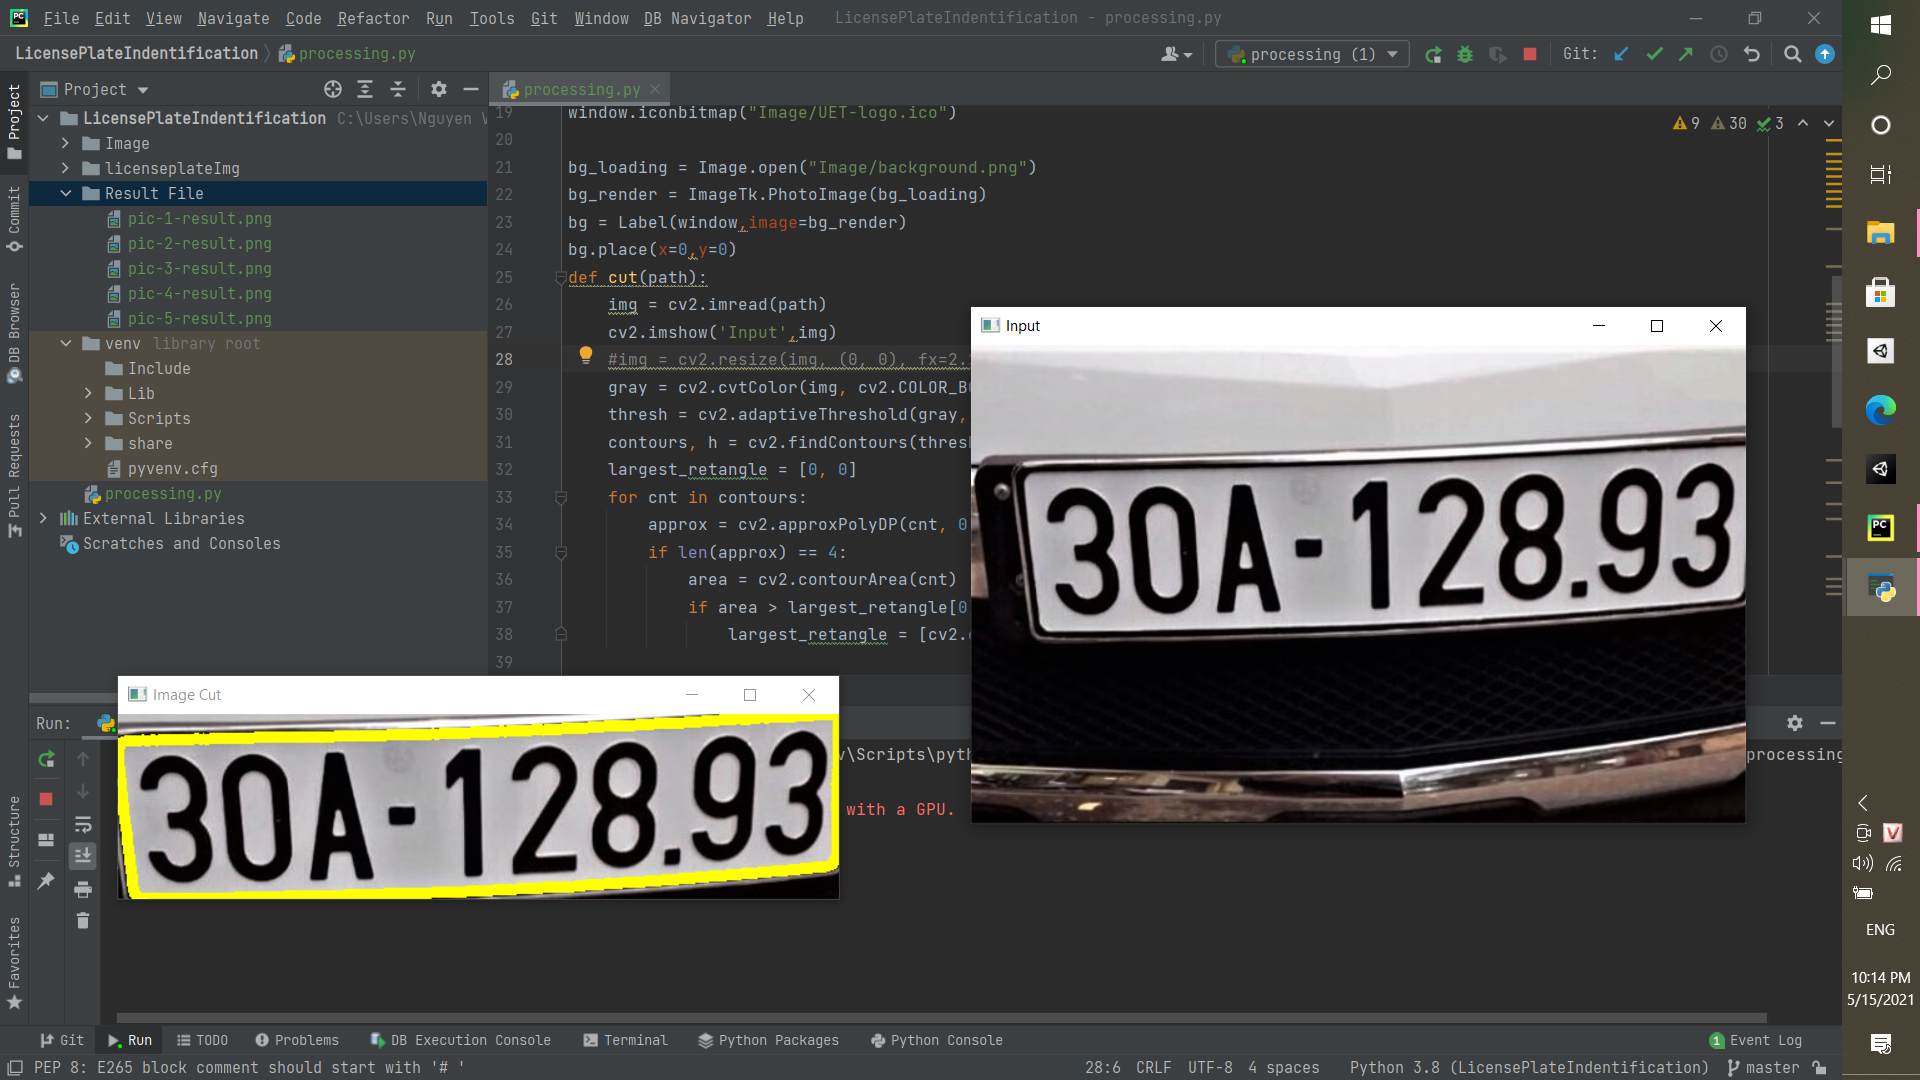 File Edit View Navigate Code Refactor Run Tools Git Window DB Navigator Help LicensePlateIndentification - processing.py
LicensePlateIndentification processing.py
processing (1) Git:
Project
processing.py
LicensePlateIndentification C:\Users\Nguyen
Image
licenseplateImg
Result File
pic-1-result.png
pic-2-result.png
pic-3-result.png
pic-4-result.png
pic-5-result.png
venv library root
Include
Lib
Scripts
share
pyvenv.cfg
processing.py
External Libraries
Scratches and Consoles
Project
Commit
DB Browser
Pull Requests
Structure
Favorites
9 30 3
19 window.iconbitmap("Image/UET-logo.ico")
20
21 bg_loading = Image.open("Image/background.png")
22 bg_render = ImageTk.PhotoImage(bg_loading)
23 bg = Label(window,image=bg_render)
24 bg.place(x=0,y=0)
25 def cut(path):
26 img = cv2.imread(path)
27 cv2.imshow('Input',img)
28 #img = cv2.resize(img, (0, 0), fx=2.
29 gray = cv2.cvtColor(img, cv2.COLOR_B
30 thresh = cv2.adaptiveThreshold(gray,
31 contours, h = cv2.findContours(thres
32 largest_retangle = [0, 0]
33 for cnt in contours:
34 approx = cv2.approxPolyDP(cnt, 0
35 if len(approx) == 4:
36 area = cv2.contourArea(cnt)
37 if area > largest_retangle[0
38 largest_retangle = [cv2.
39
Input
30A-128.93
Image Cut
30A-128.93
Run:
\Scripts\pyth
processing
with a GPU.
Git Run TODO Problems DB Execution Console Terminal Python Packages Python Console 1 Event Log
PEP 8: E265 block comment should start with '# '
28:6 CRLF UTF-8 4 spaces Python 3.8 (LicensePlateIndentification) master
PC
V
ENG
10:14 PM
5/15/2021